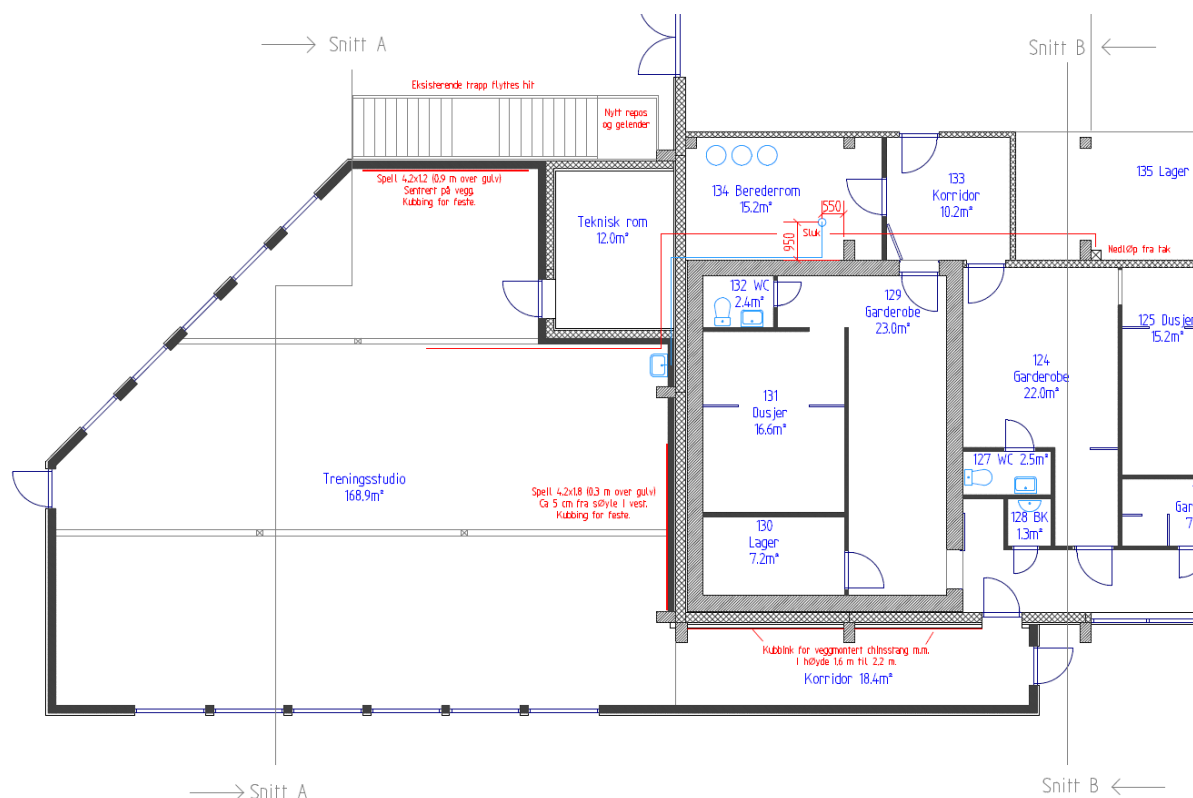 Snitt A
Snitt B
Eksisterende trapp flyttes hit
Nytt repos
og gelender
Spell 4.2x1.2 (0.9 m over gulv)
Sentrert på vegg.
Kubbing for feste.
Teknisk rom
12.0m²
134 Berederrom
15.2m²
550
950
Sluk
133
Korridor
10.2m²
135 Lager
Nedløp fra tak
132 WC
2.4m²
129
Garderobe
23.0m²
125 Dusjer
15.2m²
124
Garderobe
22.0m²
131
Dusjer
16.6m²
127 WC 2.5m²
Treningsstudio
168.9m²
Spell 4.2x1.8 (0.3 m over gulv)
Ca 5 cm fra søyle i vest.
Kubbing for feste.
130
Lager
7.2m²
128 BK
1.3m²
Gar
7
Kubbink for veggmontert chinsstang m.m.
I høyde 1.6 m til 2,2 m.
Korridor 18.4m²
Snitt A
Snitt B